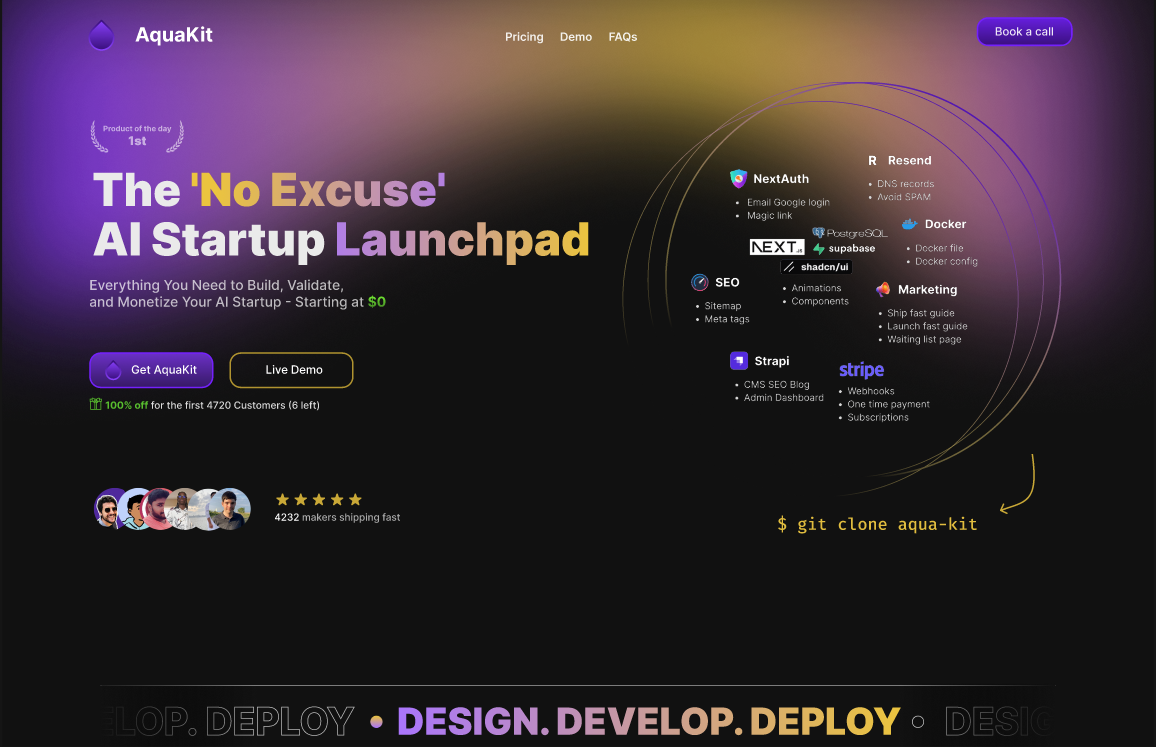 AquaKit
Pricing Demo FAQs
Book a call
Product of the day
1st
The 'No Excuse'
AI Startup Launchpad
Everything You Need to Build, Validate,
and Monetize Your AI Startup - Starting at $0
Get AquaKit
Live Demo
100% off for the first 4720 Customers (6 left)
4232 makers shipping fast
R Resend
• DNS records
• Avoid SPAM
NextAuth
• Email Google login
• Magic link
Docker
• Docker file
• Docker config
PostgreSQL
NEXT.JS
supabase
shadcn/ui
• Animations
• Components
SEO
• Sitemap
• Meta tags
Marketing
• Ship fast guide
• Launch fast guide
• Waiting list page
Strapi
• CMS SEO Blog
• Admin Dashboard
stripe
• Webhooks
• One time payment
• Subscriptions
$ git clone aqua-kit
ELOP. DEPLOY • DESIGN. DEVELOP. DEPLOY ○ DESIG